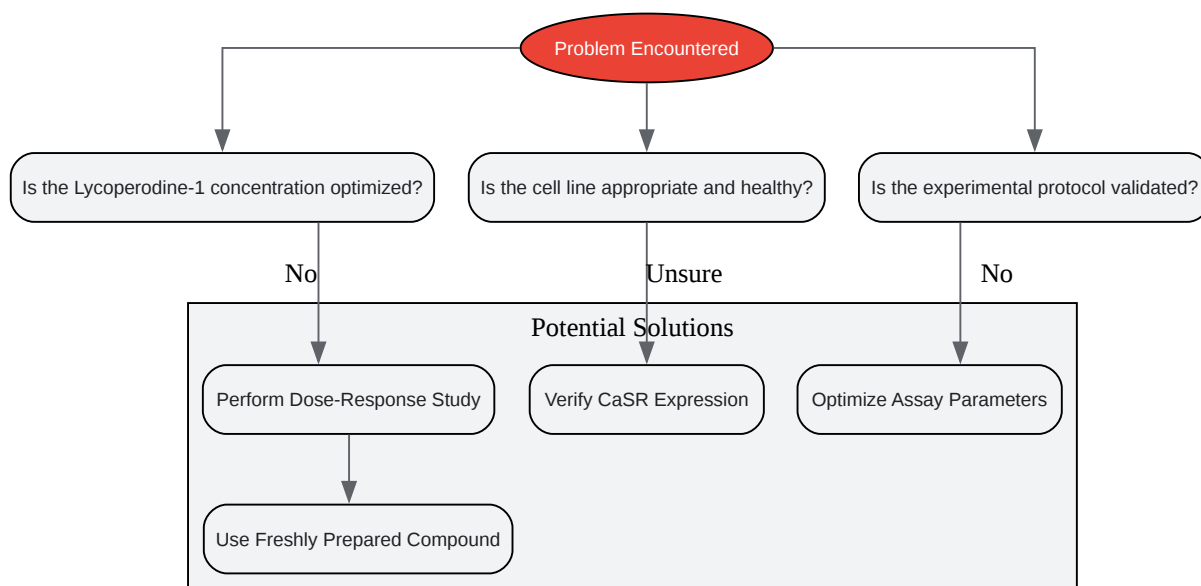 Problem Encountered
Is the Lycoperodine-1 concentration optimized?
Is the cell line appropriate and healthy?
Is the experimental protocol validated?
No
Unsure
No
Potential Solutions
Perform Dose-Response Study
Verify CaSR Expression
Optimize Assay Parameters
Use Freshly Prepared Compound